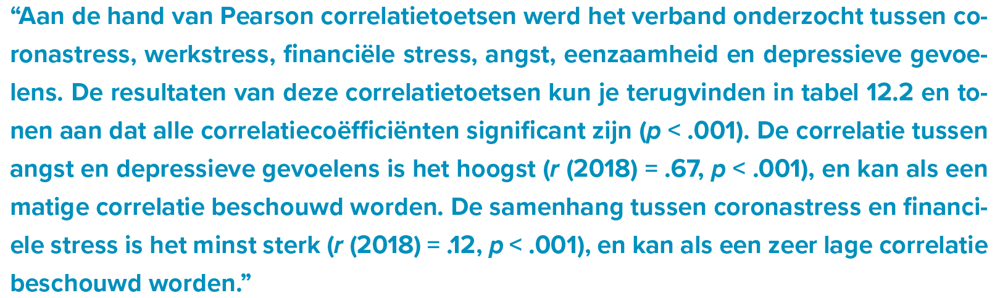 “Aan de hand van Pearson correlatietoetsen werd het verband onderzocht tussen co-
ronastress, werkstress, financiële stress, angst, eenzaamheid en depressieve gevoe-
lens. De resultaten van deze correlatietoetsen kun je terugvinden in tabel 12.2 en to-
nen aan dat alle correlatiecoëfficiënten significant zijn (p < .001). De correlatie tussen
angst en depressieve gevoelens is het hoogst (r (2018) = .67, p < .001), en kan als een
matige correlatie beschouwd worden. De samenhang tussen coronastress en financi-
ele stress is het minst sterk (r (2018) = .12, p < .001), en kan als een zeer lage correlatie
beschouwd worden.”